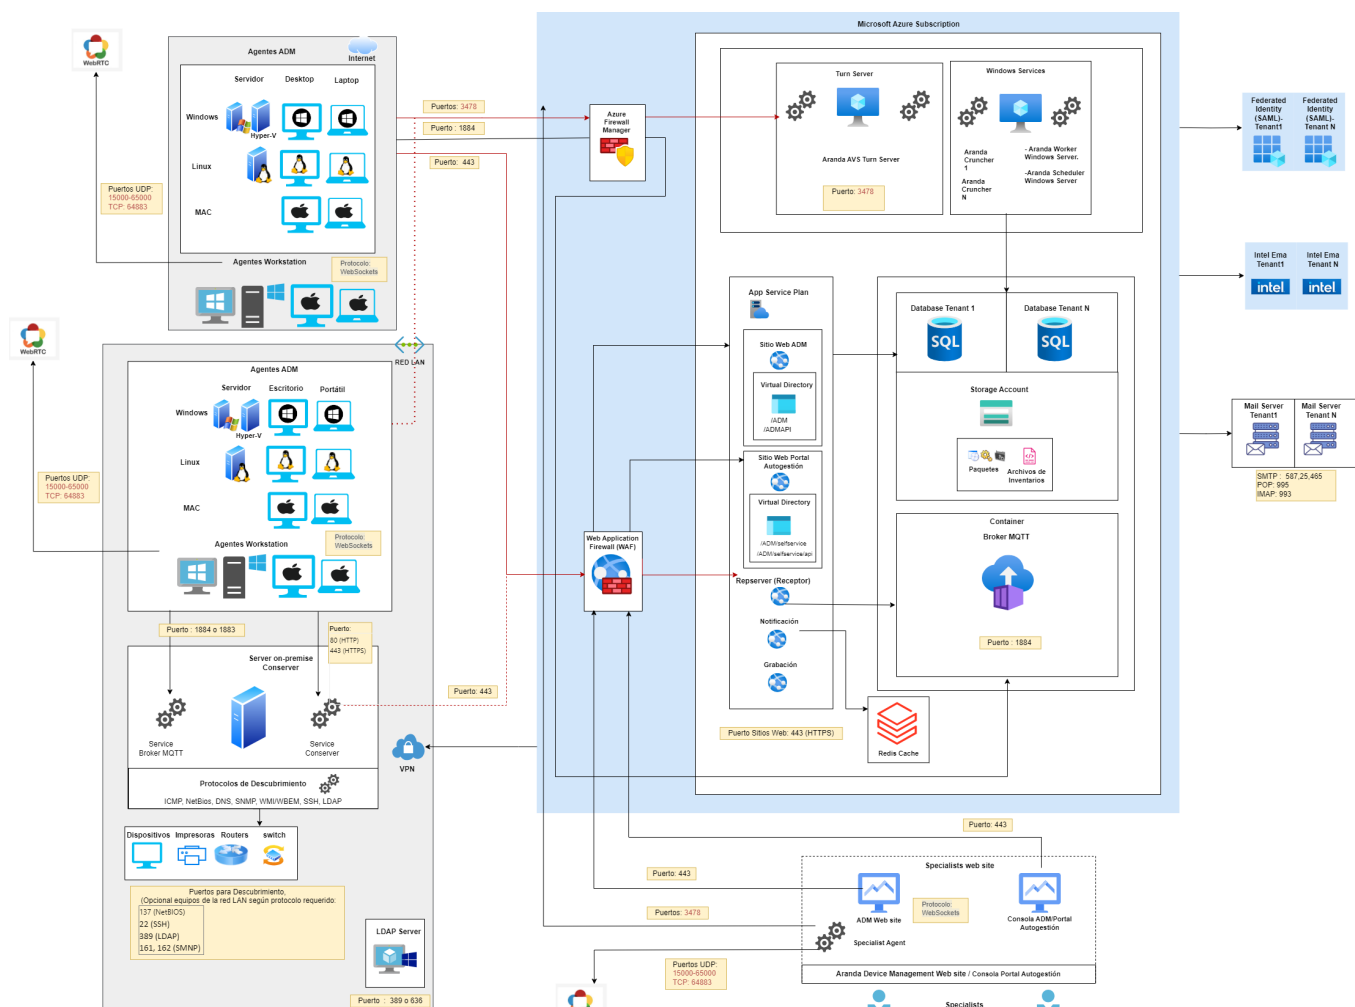 Microsoft Azure Subscription
WebRTC
Agentes ADM
Internet
Servidor
Desktop
Laptop
Windows
Hyper-V
Linux
MAC
Puertos UDP:
15000-65000
TCP: 64883
Agentes Workstation
Protocolo:
WebSockets
Puertos: 3478
Puerto : 1884
Puerto: 443
Azure
Firewall
Manager
Turn Server
Aranda AVS Turn Server
Puerto: 3478
Windows Services
Aranda
Cruncher
1
Aranda
Cruncher
N
- Aranda Worker
Windows Server.
-Aranda Scheduler
Windows Server
Federated
Identity
(SAML)-
Tenant1
Federated
Identity
(SAML)-
Tenant N
Intel Ema
Tenant1
Intel Ema
Tenant N
intel
intel
Mail Server
Tenant1
Mail Server
Tenant N
SMTP : 587,25,465
POP: 995
IMAP: 993
App Service Plan
Sitio Web ADM
Virtual Directory
/ADM
/ADMAPI
Sitio Web Portal
Autogestión
Virtual Directory
/ADM/selfservice
/ADM/selfservice/api
Repserver (Receptor)
Notificación
Grabación
Puerto Sitios Web: 443 (HTTPS)
Database Tenant 1
Database Tenant N
SQL
SQL
Storage Account
Paquetes
Archivos de
Inventarios
Container
Broker MQTT
Puerto : 1884
Redis Cache
Web Application
Firewall (WAF)
WebRTC
RED LAN
Agentes ADM
Servidor
Escritorio
Portátil
Windows
Hyper-V
Linux
MAC
Puertos UDP:
15000-65000
TCP: 64883
Agentes Workstation
Protocolo:
WebSockets
Puerto : 1884 o 1883
Puerto:
80 (HTTP)
443 (HTTPS)
Server on-premise
Conserver
Service
Broker MQTT
Service
Conserver
Puerto: 443
VPN
Protocolos de Descubrimiento
ICMP, NetBios, DNS, SNMP, WMI/WBEM, SSH, LDAP
Dispositivos
Impresoras
Routers
switch
Puertos para Descubrimiento,
(Opcional equipos de la red LAN según protocolo requerido:
137 (NetBIOS)
22 (SSH)
389 (LDAP)
161, 162 (SMNP)
LDAP Server
Puerto : 389 o 636
Puerto: 443
Puerto: 443
Puertos: 3478
Specialists web site
ADM Web site
Protocolo:
WebSockets
Consola ADM/Portal
Autogestión
Specialist Agent
Puertos UDP:
15000-65000
TCP: 64883
Aranda Device Management Web site / Consola Portal Autogestión
Specialists